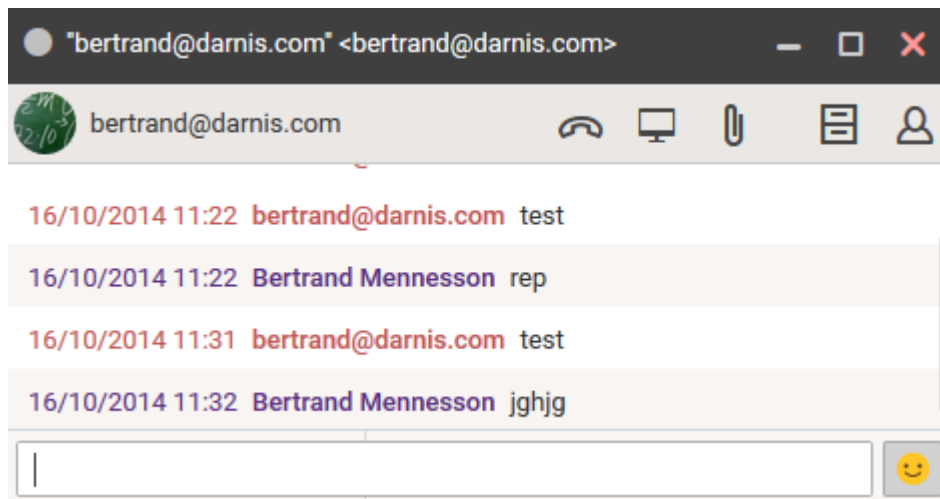 "bertrand@darnis.com" <bertrand@darnis.com>
bertrand@darnis.com
16/10/2014 11:22 bertrand@darnis.com test
16/10/2014 11:22 Bertrand Mennesson rep
16/10/2014 11:31 bertrand@darnis.com test
16/10/2014 11:32 Bertrand Mennesson jghjg